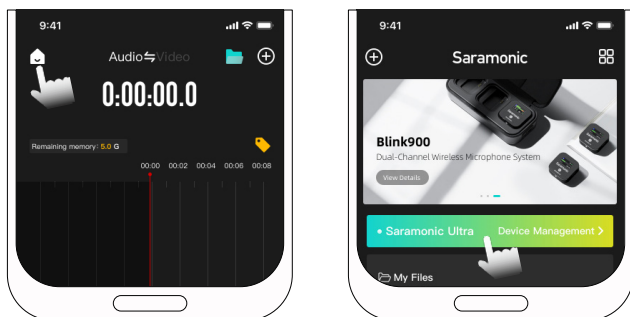 9:41
Audio⇋Video
0:00:00.0
Remaining memory: 5.0 G
00:00 00:02 00:04 00:06 00:08
9:41
Saramonic
Blink900
Dual-Channel Wireless Microphone System
View Details
• Saramonic Ultra Device Management >
My Files